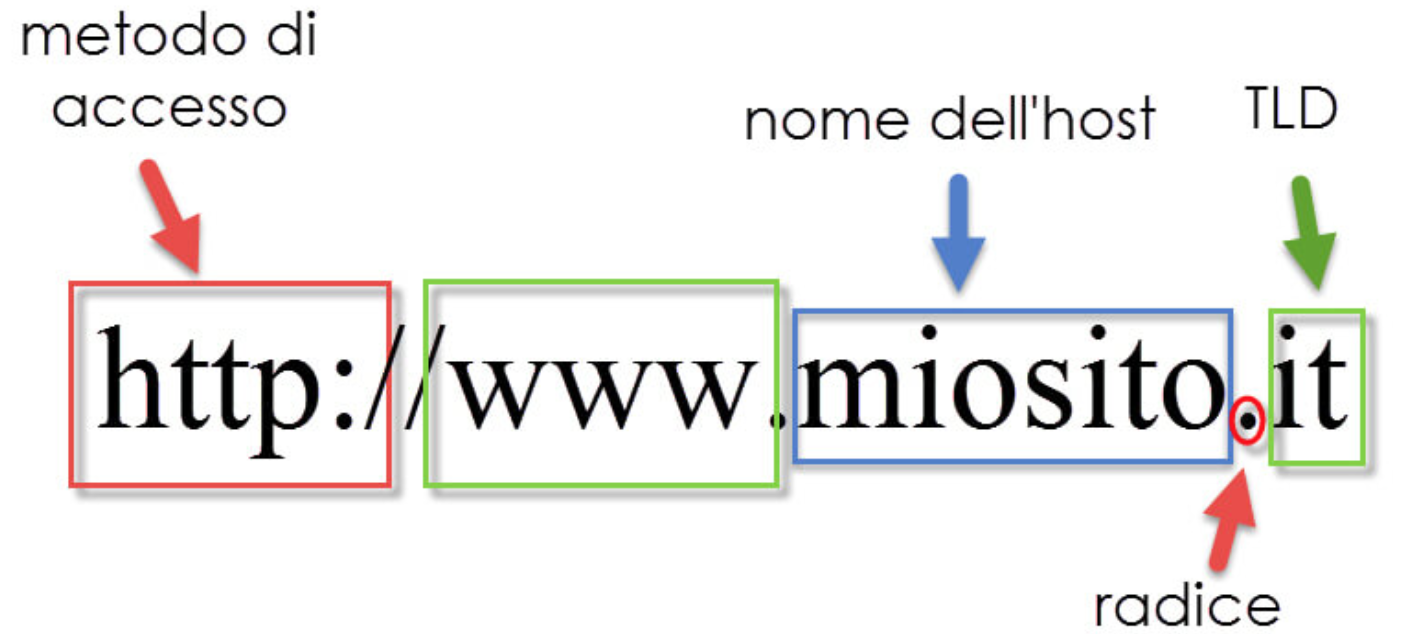 metodo di
accesso
nome dell'host
TLD
http://www.miosito.it
radice